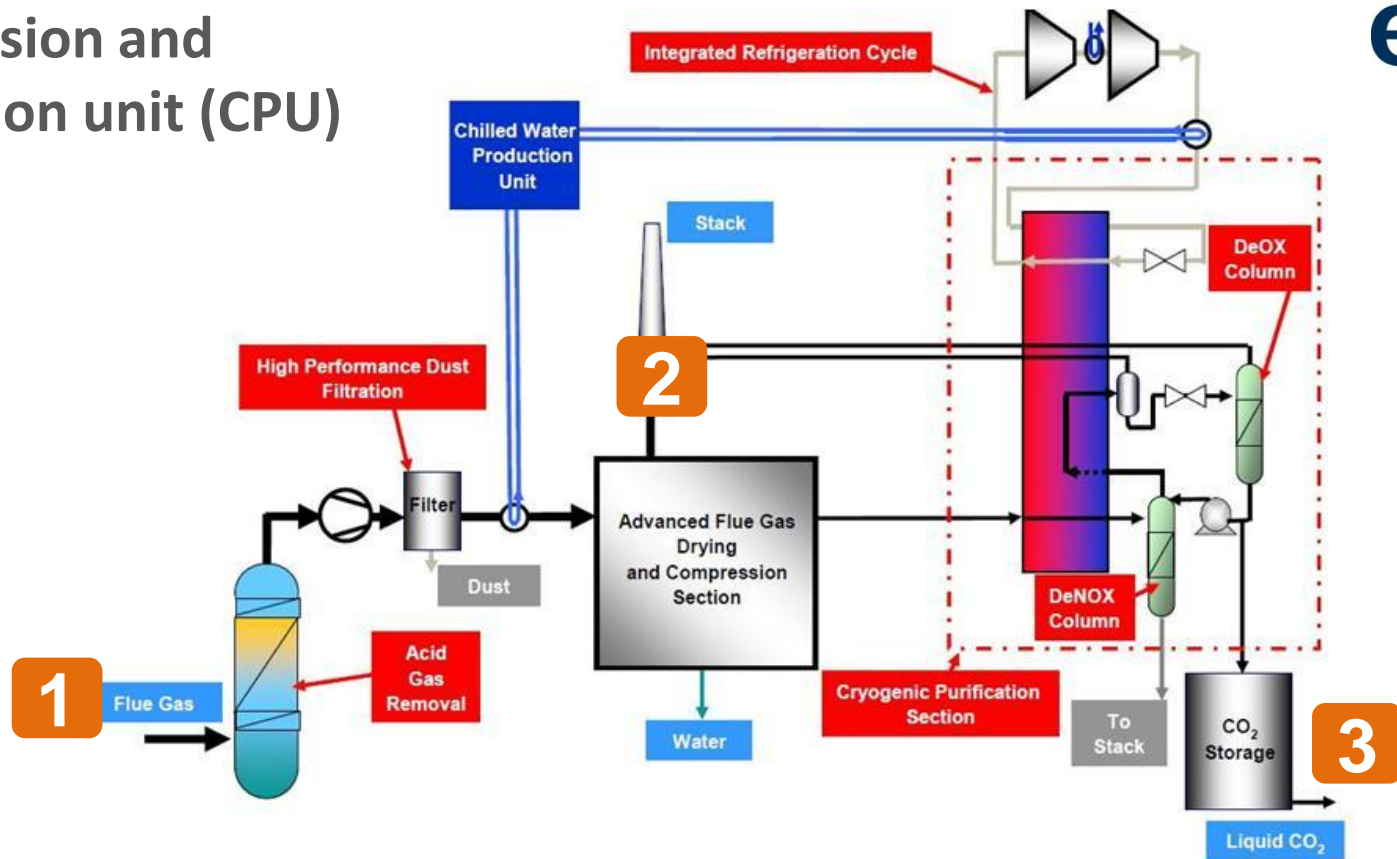 sion and
on unit (CPU)
e
Integrated Refrigeration Cycle
Chilled Water
Production
Unit
Stack
DeOX
Column
High Performance Dust
Filtration
2
Filter
Advanced Flue Gas
Drying
and Compression
Section
Dust
DeNOX
Column
Acid
Gas
Removal
1
Flue Gas
Cryogenic Purification
Section
Water
To
Stack
CO2
Storage
3
Liquid CO2